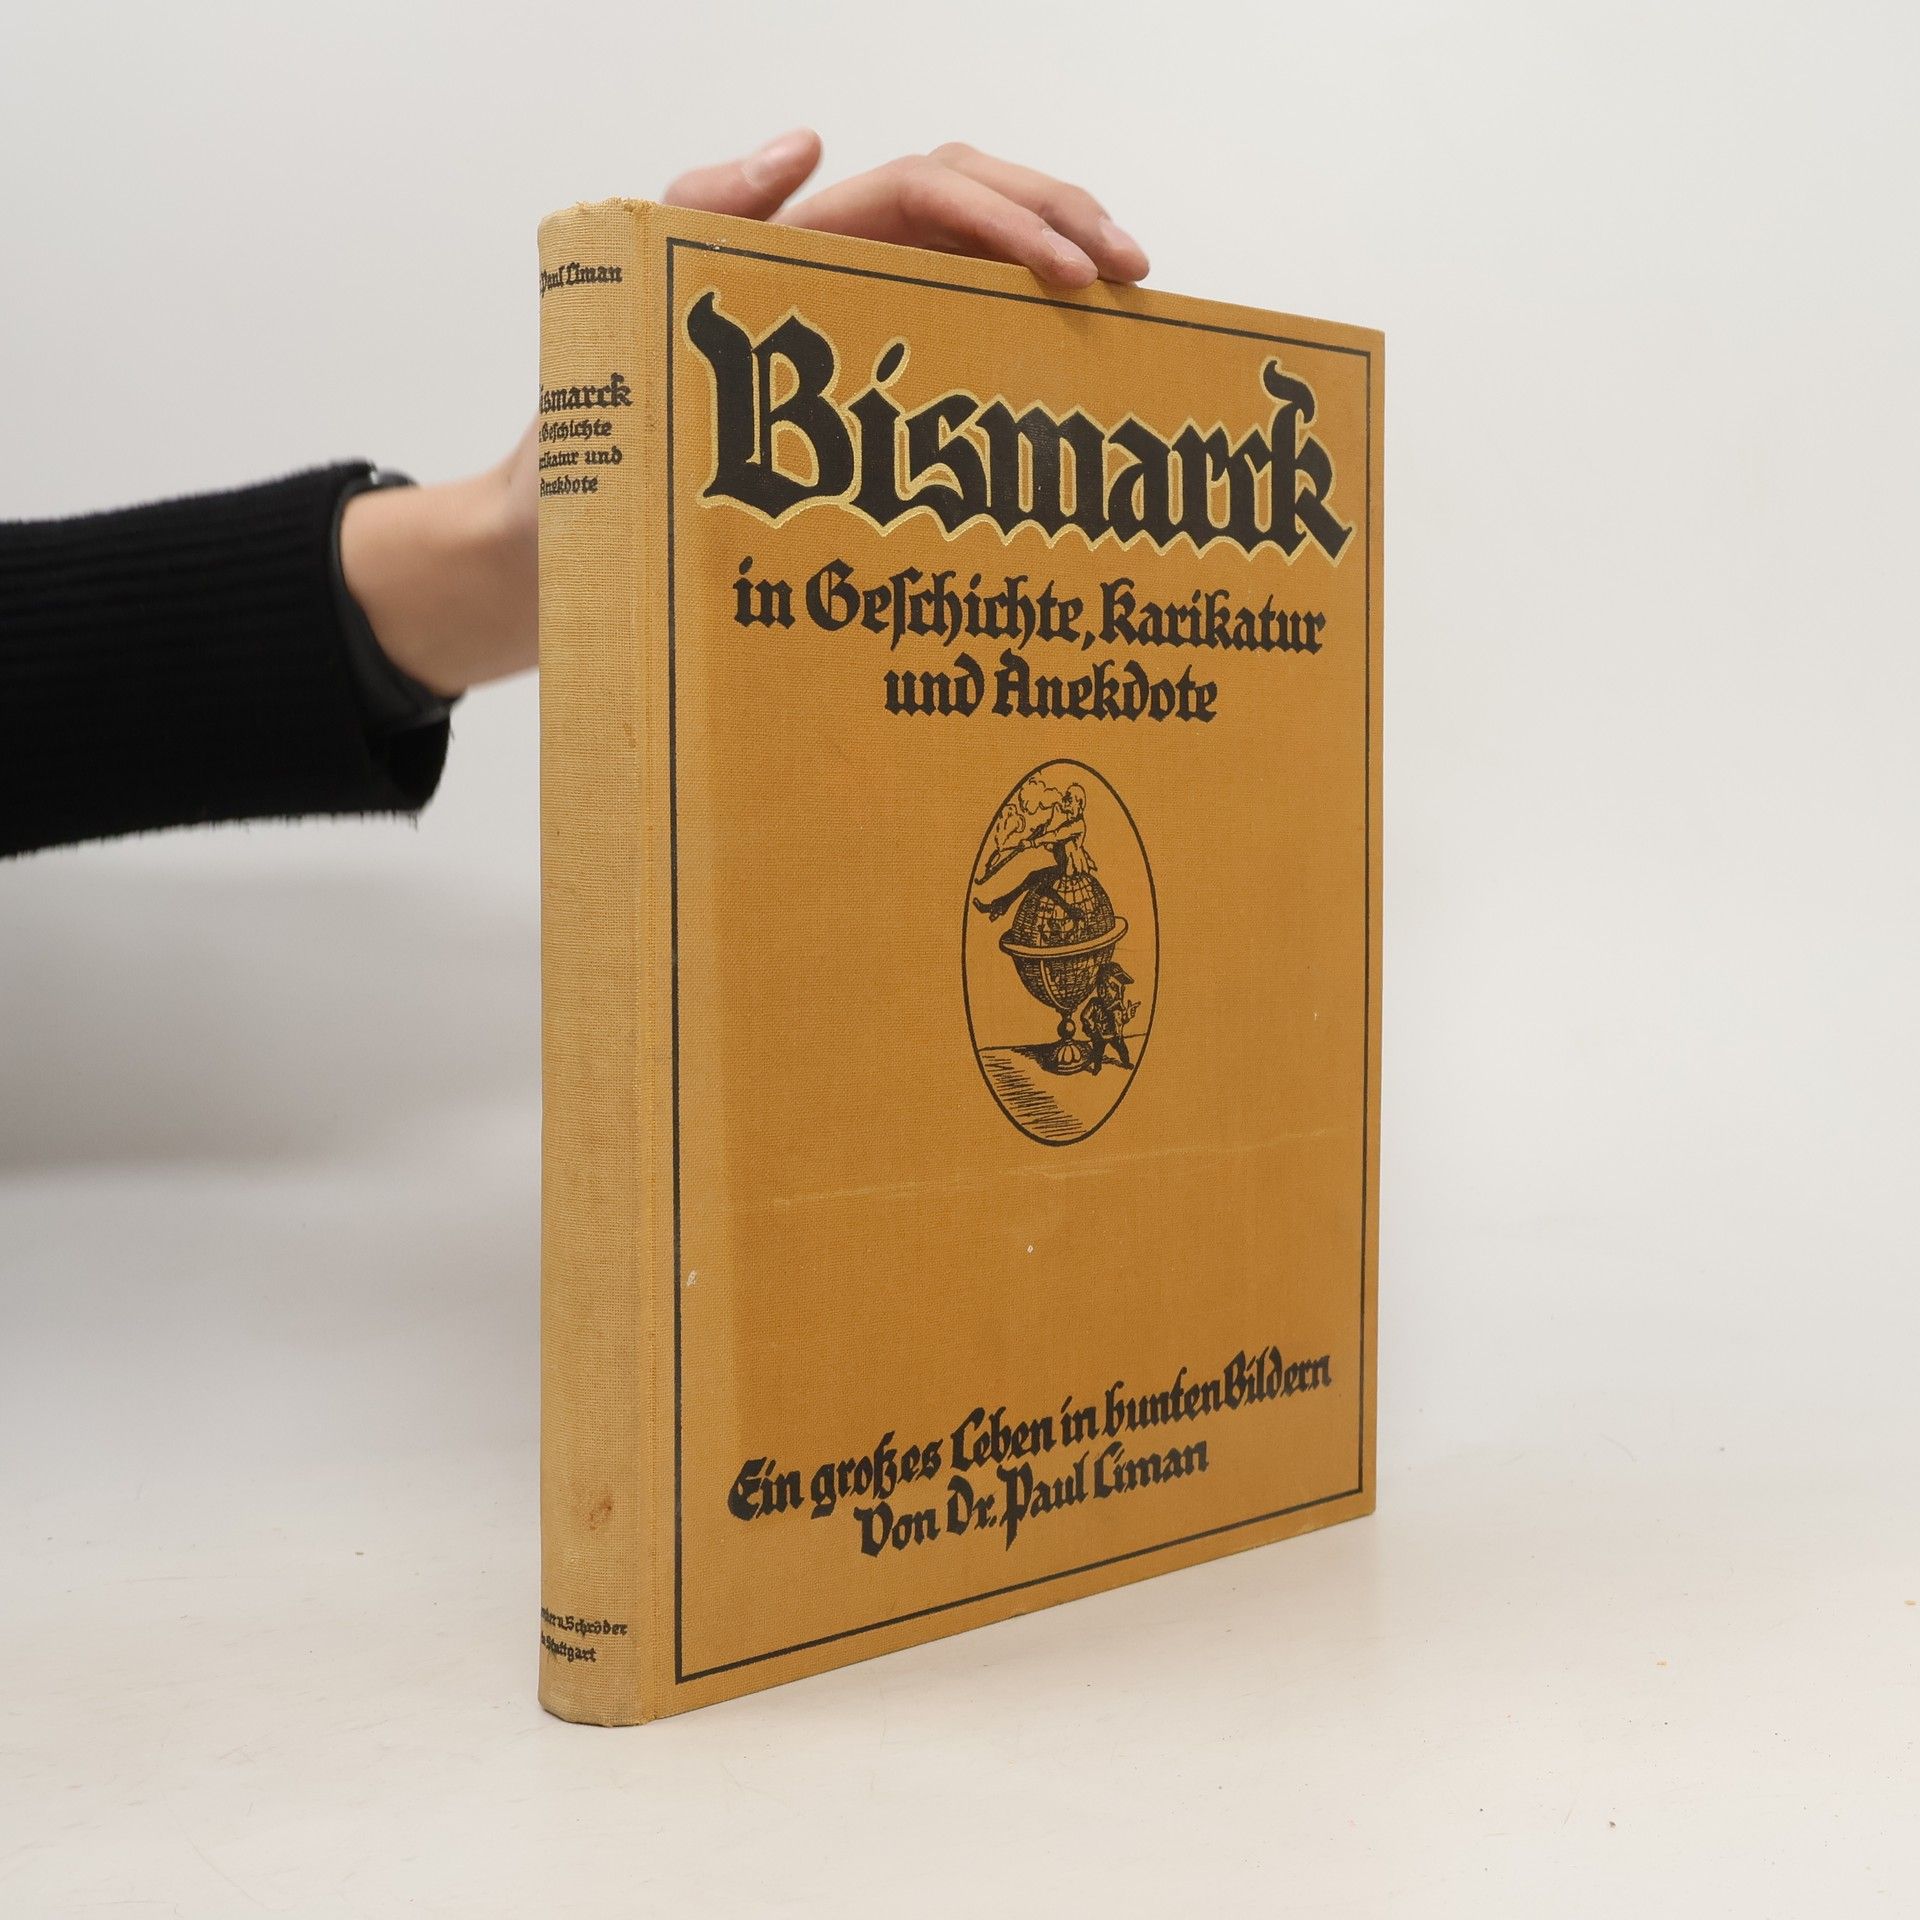 Paul Liman
Bismarck
Geschichte
Karikatur und
Anekdote
u. Schröder
Stuttgart
Bismarck
in Geschichte, Karikatur
und Anekdote
Ein großes Leben in bunten Bildern
Von Dr. Paul Liman